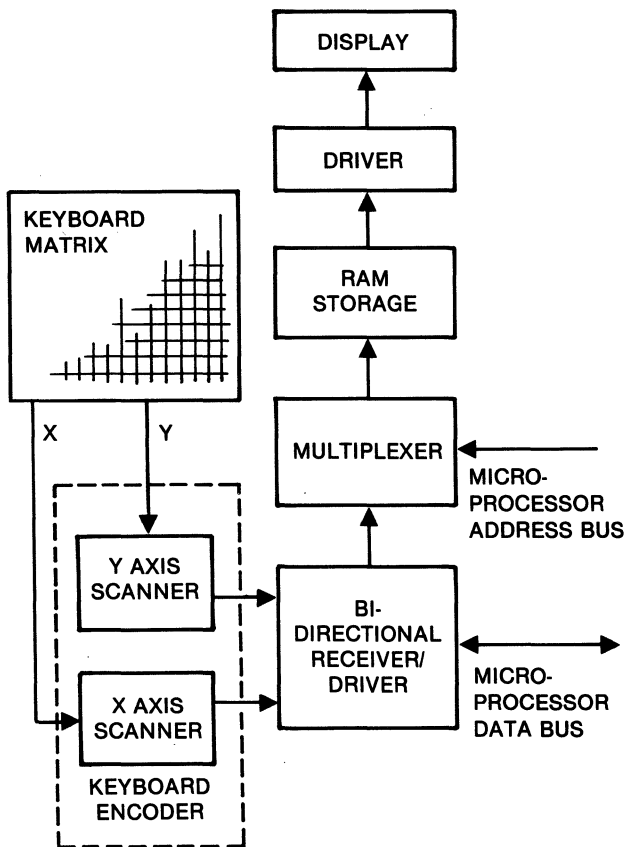 DISPLAY
DRIVER
KEYBOARD
MATRIX
RAM
STORAGE
X
Y
MULTIPLEXER
MICRO-
PROCESSOR
ADDRESS BUS
Y AXIS
SCANNER
BI-
DIRECTIONAL
RECEIVER/
DRIVER
MICRO-
PROCESSOR
DATA BUS
X AXIS
SCANNER
KEYBOARD
ENCODER